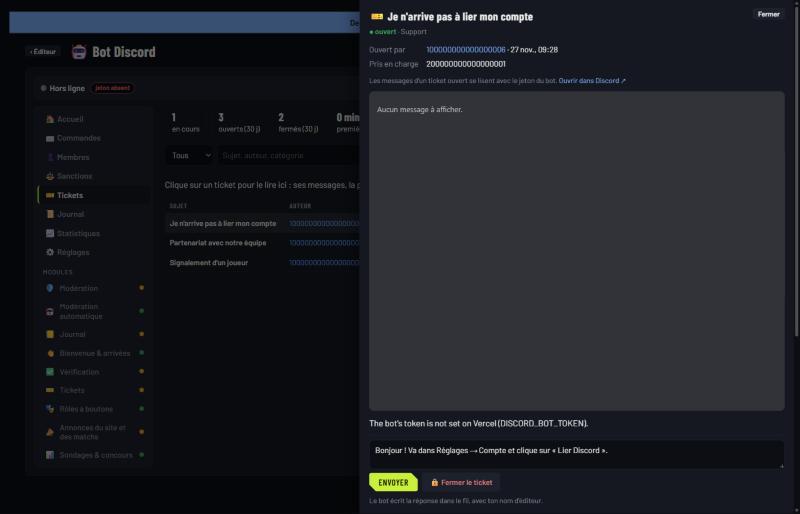 De
‹ Éditeur
Bot Discord
Hors ligne
jeton absent
Accueil
Commandes
Membres
Sanctions
Tickets
Journal
Statistiques
Réglages
MODULES
Modération
Modération
automatique
Journal
Bienvenue & arrivées
Vérification
Tickets
Rôles à boutons
Annonces du site et
des matchs
Sondages & concours
1
en cours
3
ouverts (30 j)
2
fermés (30 j)
0 min
premiè
Tous
Sujet, auteur, catégorie
Clique sur un ticket pour le lire ici : ses messages, la p
SUJET
AUTEUR
Je n'arrive pas à lier mon compte
Partenariat avec notre équipe
Signalement d'un joueur
Je n'arrive pas à lier mon compte
Fermer
ouvert · Support
Ouvert par 100000000000000006 · 27 nov., 09:28
Pris en charge 200000000000000001
Les messages d'un ticket ouvert se lisent avec le jeton du bot. Ouvrir dans Discord ↗
Aucun message à afficher.
The bot's token is not set on Vercel (DISCORD_BOT_TOKEN).
Bonjour ! Va dans Réglages → Compte et clique sur « Lier Discord ».
ENVOYER
Fermer le ticket
Le bot écrit la réponse dans le fil, avec ton nom d'éditeur.